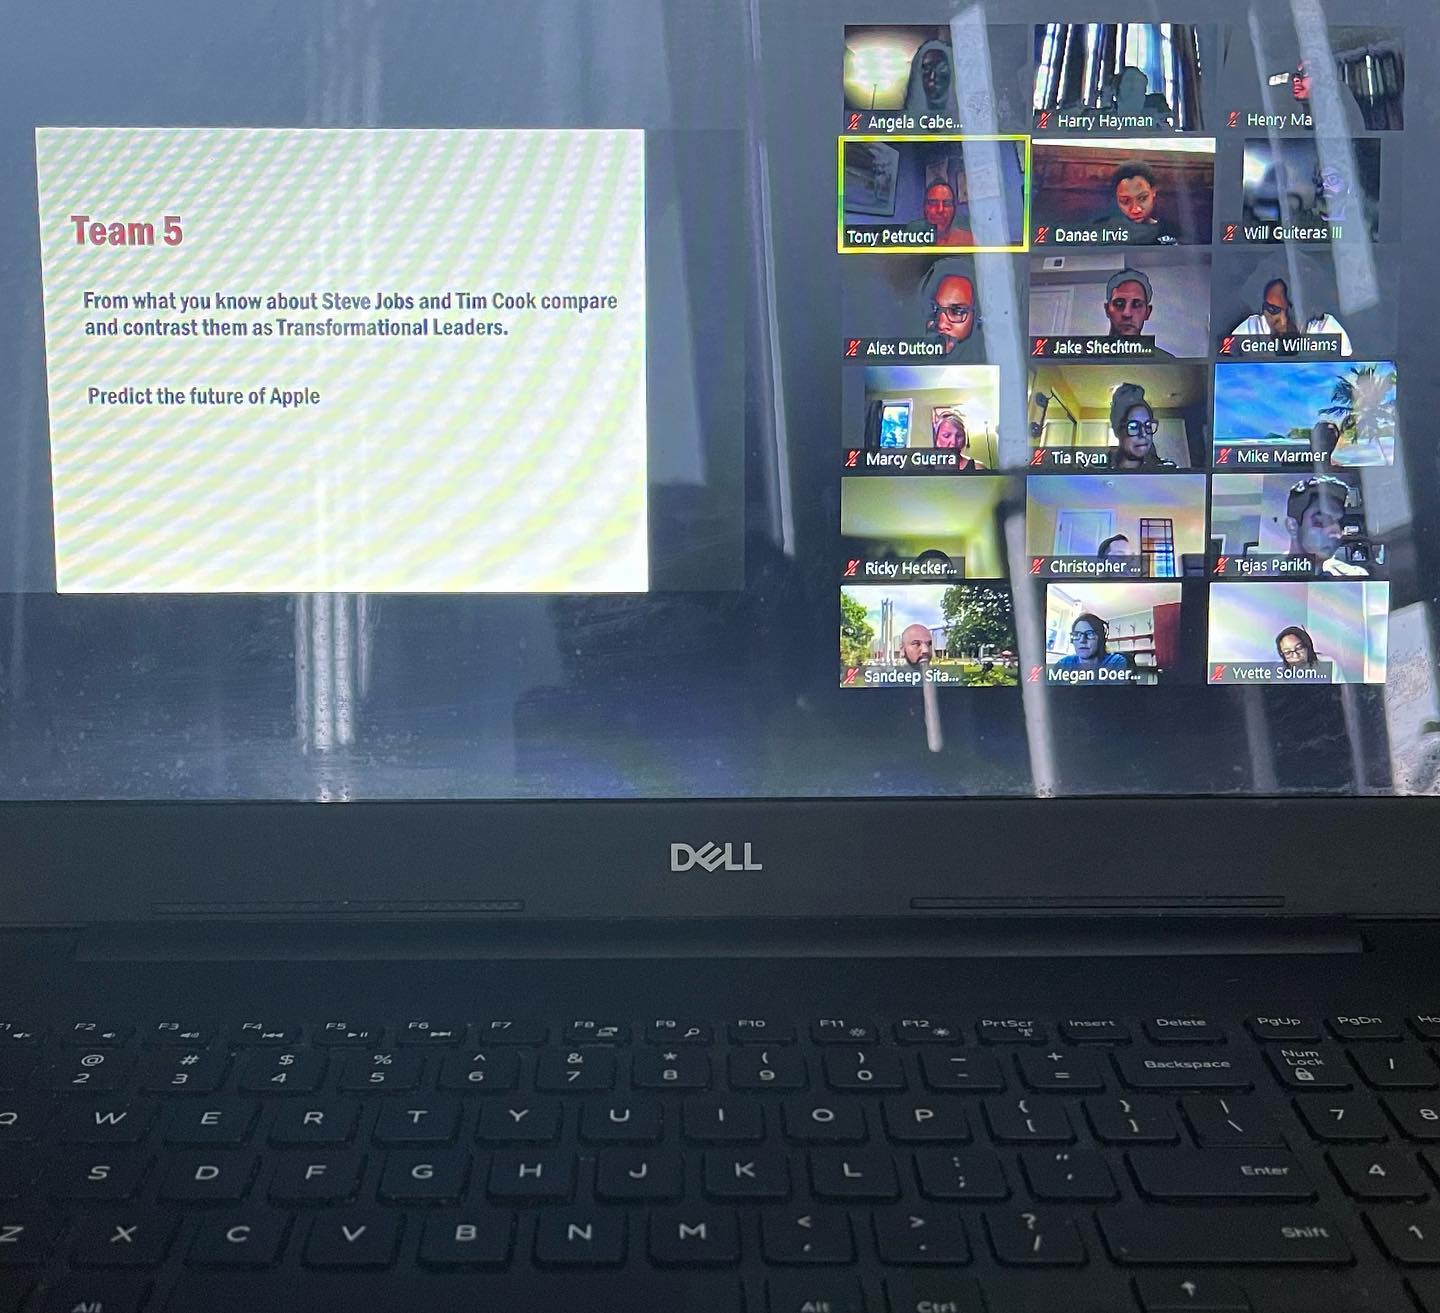 Team 5
From what you know about Steve Jobs and Tim Cook compare
and contrast them as Transformational Leaders.
Predict the future of Apple
Angela Cabe...
Harry Hayman
Henry Ma
Tony Petrucci
Danae Irvis
Will Guiteras III
Alex Dutton
Jake Shechtm...
Genel Williams
Marcy Guerra
Tia Ryan
Mike Marmer
Ricky Hecker...
Christopher ...
Tejas Parikh
Sandeep Sita...
Megan Doer...
Yvette Solom...
DELL
F1 F2 F3 F4 F5 F6 F7 F8 F9 F10 F11 F12 PrtScr Insert Delete PgUp PgDn Ho
@ # $ % ^ & * ( ) _ +
2 3 4 5 6 7 8 9 0 - = Backspace Num Lock /
Q W E R T Y U I O P { } | 7 8
[ ] \
S D F G H J K L : " Enter 4
; '
Z X C V B N M < > ? Shift 1
, . /
Alt Alt Ctrl